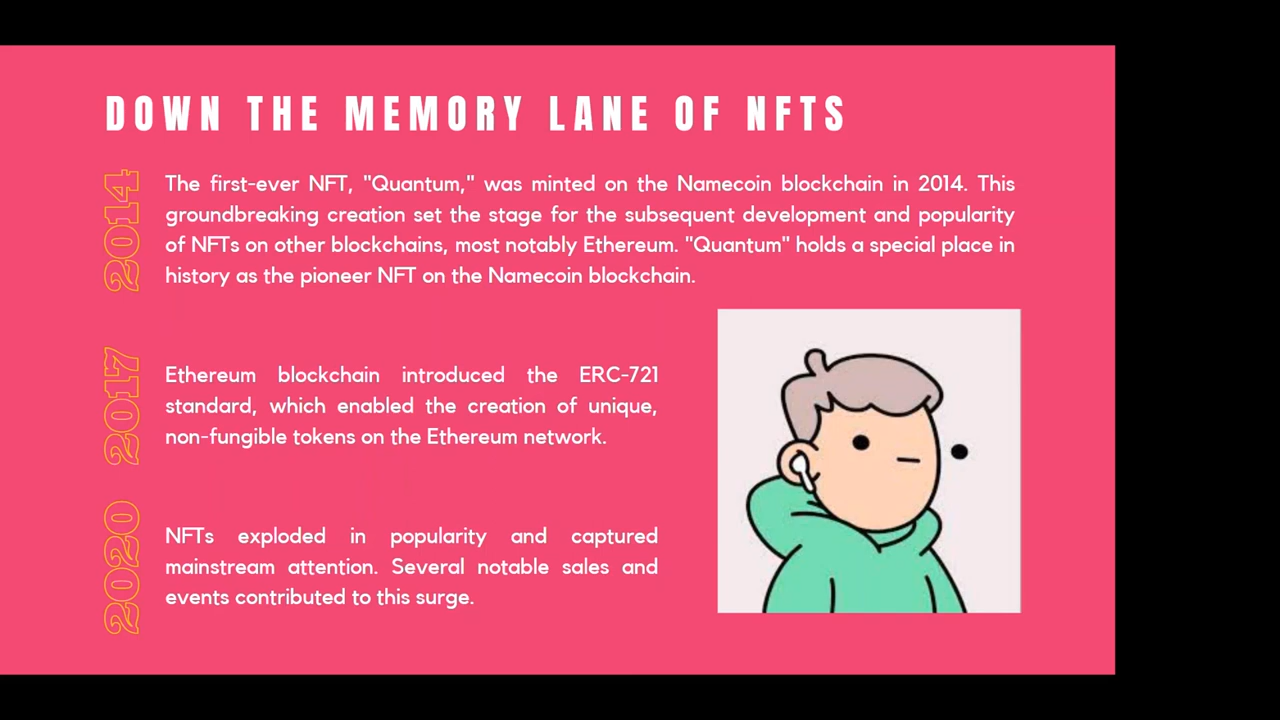 DOWN THE MEMORY LANE OF NFTS
2014
The first-ever NFT, "Quantum," was minted on the Namecoin blockchain in 2014. This
groundbreaking creation set the stage for the subsequent development and popularity
of NFTs on other blockchains, most notably Ethereum. "Quantum" holds a special place in
history as the pioneer NFT on the Namecoin blockchain.
2017
Ethereum blockchain introduced the ERC-721
standard, which enabled the creation of unique,
non-fungible tokens on the Ethereum network.
2020
NFTs exploded in popularity and captured
mainstream attention. Several notable sales and
events contributed to this surge.